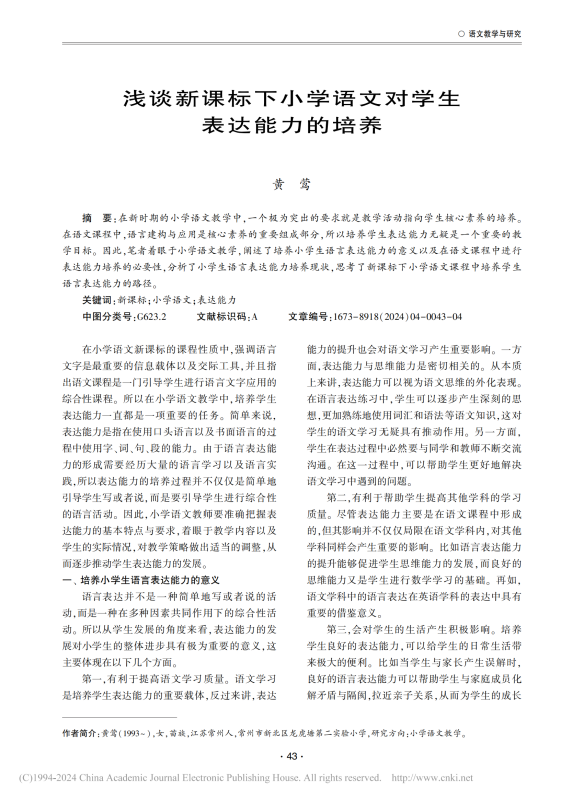 ○ 语文教学与研究
浅谈新课标下小学语文对学生
表达能力的培养
黄 莺
摘 要:在新时期的小学语文教学中,一个极为突出的要求就是教学活动指向学生核心素养的培养。
在语文课程中,语言建构与应用是核心素养的重要组成部分,所以培养学生表达能力无疑是一个重要的教
学目标。因此,笔者着眼于小学语文教学,阐述了培养小学生语言表达能力的意义以及在语文课程中进行
表达能力培养的必要性,分析了小学生语言表达能力培养现状,思考了新课标下小学语文课程中培养学生
语言表达能力的路径。
关键词:新课标;小学语文;表达能力
中图分类号:G623.2 文献标识码:A 文章编号:1673-8918(2024)04-0043-04
在小学语文新课标的课程性质中,强调语言
文字是最重要的信息载体以及交际工具,并且指
出语文课程是一门引导学生进行语言文字应用的
综合性课程。所以在小学语文教学中,培养学生
表达能力一直都是一项重要的任务。简单来说,
表达能力是指在使用口头语言以及书面语言的过
程中使用字、词、句、段的能力。由于语言表达能
力的形成需要经历大量的语言学习以及语言实
践,所以表达能力的培养过程并不仅仅是简单地
引导学生写或者说,而是要引导学生进行综合性
的语言活动。因此,小学语文教师要准确把握表
达能力的基本特点与要求,着眼于教学内容以及
学生的实际情况,对教学策略做出适当的调整,从
而逐步推动学生表达能力的发展。
一、培养小学生语言表达能力的意义
语言表达并不是一种简单地写或者说的活
动,而是一种在多种因素共同作用下的综合性活
动。所以从学生发展的角度来看,表达能力的发
展对小学生的整体进步具有极为重要的意义,这
主要体现在以下几个方面。
第一,有利于提高语文学习质量。语文学习
是培养学生表达能力的重要载体,反过来讲,表达
能力的提升也会对语文学习产生重要影响。一方
面,表达能力与思维能力是密切相关的。从本质
上来讲,表达能力可以视为语文思维的外化表现。
在语言表达练习中,学生可以逐步产生深刻的思
想,更加熟练地使用词汇和语法等语文知识,这对
学生的语文学习无疑具有推动作用。另一方面,
学生在表达过程中必然要与同学和教师不断交流
沟通。在这一过程中,可以帮助学生更好地解决
语文学习中遇到的问题。
第二,有利于帮助学生提高其他学科的学习
质量。尽管表达能力主要是在语文课程中形成
的,但其影响并不仅仅局限在语文学科内,对其他
学科同样会产生重要的影响。比如语言表达能力
的提升能够促进学生思维能力的发展,而良好的
思维能力又是学生进行数学学习的基础。再如,
语文学科中的语言表达在英语学科的表达中具有
重要的借鉴意义。
第三,会对学生的生活产生积极影响。培养
学生良好的表达能力,可以给学生的日常生活带
来极大的便利。比如当学生与家长产生误解时,
良好的语言表达能力可以帮助学生与家庭成员化
解矛盾与隔阂,拉近亲子关系,从而为学生的成长
作者简介:黄莺(1993~),女,苗族,江苏常州人,常州市新北区龙虎塘第二实验小学,研究方向:小学语文教学。
· 43 ·
(C)1994-2024 China Academic Journal Electronic Publishing House. All rights reserved. http://www.cnki.net